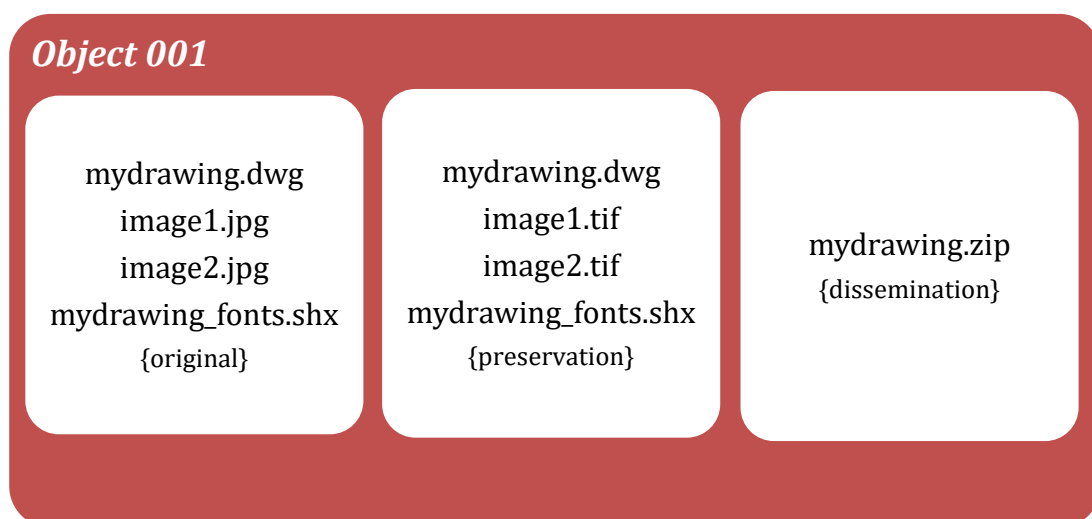 Object 001
mydrawing.dwg
image1.jpg
image2.jpg
mydrawing_fonts.shx
{original}
mydrawing.dwg
image1.tif
image2.tif
mydrawing_fonts.shx
{preservation}
mydrawing.zip
{dissemination}